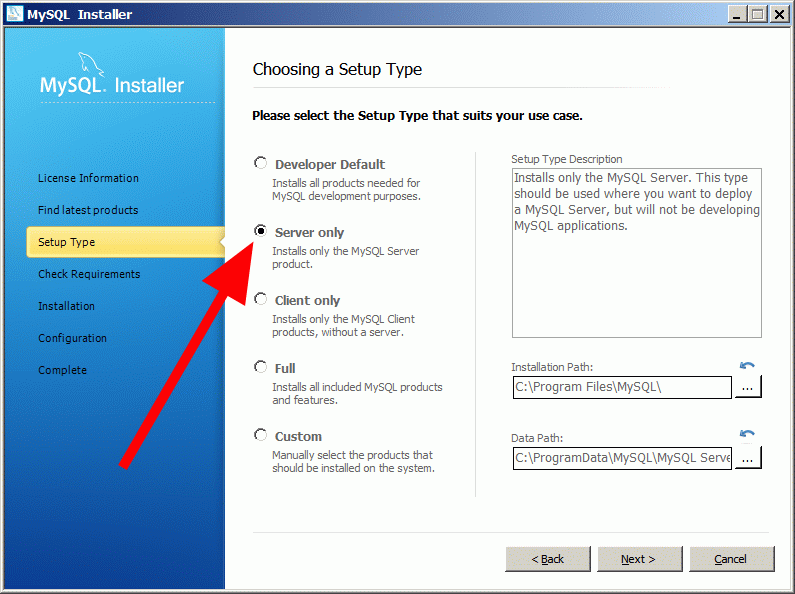 MySQL Installer
MySQL Installer
License Information
Find latest products
Setup Type
Check Requirements
Installation
Configuration
Complete
Choosing a Setup Type
Please select the Setup Type that suits your use case.
Developer Default
Installs all products needed for
MySQL development purposes.
Server only
Installs only the MySQL Server
product.
Client only
Installs only the MySQL Client
products, without a server.
Full
Installs all included MySQL products
and features.
Custom
Manually select the products that
should be installed on the system.
Setup Type Description
Installs only the MySQL Server. This type
should be used where you want to deploy
a MySQL Server, but will not be developing
MySQL applications.
Installation Path:
C:\Program Files\MySQL\
...
Data Path:
C:\ProgramData\MySQL\MySQL Serve
...
< Back
Next >
Cancel